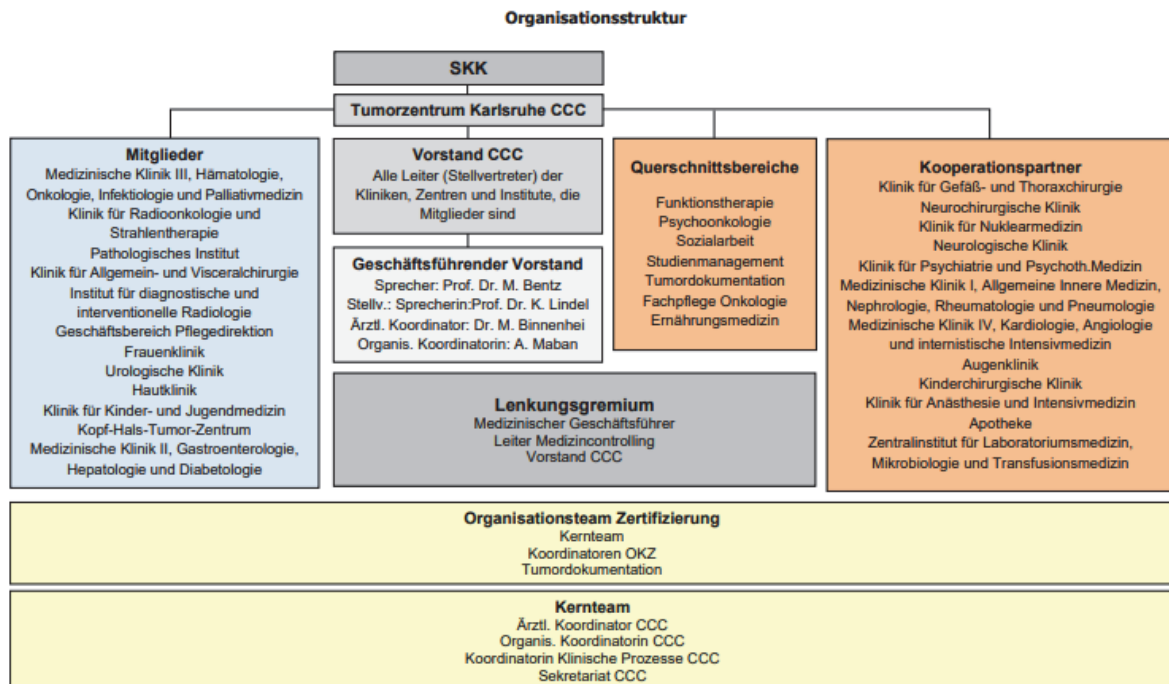 Organisationsstruktur
SKK
Tumorzentrum Karlsruhe CCC
Mitglieder
Medizinische Klinik III, Hämatologie,
Onkologie, Infektiologie und Palliativmedizin
Klinik für Radioonkologie und
Strahlentherapie
Pathologisches Institut
Klinik für Allgemein- und Visceralchirurgie
Institut für diagnostische und
interventionelle Radiologie
Geschäftsbereich Pflegedirektion
Frauenklinik
Urologische Klinik
Hautklinik
Klinik für Kinder- und Jugendmedizin
Kopf-Hals-Tumor-Zentrum
Medizinische Klinik II, Gastroenterologie,
Hepatologie und Diabetologie
Vorstand CCC
Alle Leiter (Stellvertreter) der
Kliniken, Zentren und Institute, die
Mitglieder sind
Geschäftsführender Vorstand
Sprecher: Prof. Dr. M. Bentz
Stellv.: Sprecherin:Prof. Dr. K. Lindel
Ärztl. Koordinator: Dr. M. Binnenhei
Organis. Koordinatorin: A. Maban
Lenkungsgremium
Medizinischer Geschäftsführer
Leiter Medizincontrolling
Vorstand CCC
Querschnittsbereiche
Funktionstherapie
Psychoonkologie
Sozialarbeit
Studienmanagement
Tumordokumentation
Fachpflege Onkologie
Ernährungsmedizin
Kooperationspartner
Klinik für Gefäß- und Thoraxchirurgie
Neurochirurgische Klinik
Klinik für Nuklearmedizin
Neurologische Klinik
Klinik für Psychiatrie und Psychoth.Medizin
Medizinische Klinik I, Allgemeine Innere Medizin,
Nephrologie, Rheumatologie und Pneumologie
Medizinische Klinik IV, Kardiologie, Angiologie
und internistische Intensivmedizin
Augenklinik
Kinderchirurgische Klinik
Klinik für Anästhesie und Intensivmedizin
Apotheke
Zentralinstitut für Laboratoriumsmedizin,
Mikrobiologie und Transfusionsmedizin
Organisationsteam Zertifizierung
Kernteam
Koordinatoren OKZ
Tumordokumentation
Kernteam
Ärztl. Koordinator CCC
Organis. Koordinatorin CCC
Koordinatorin Klinische Prozesse CCC
Sekretariat CCC